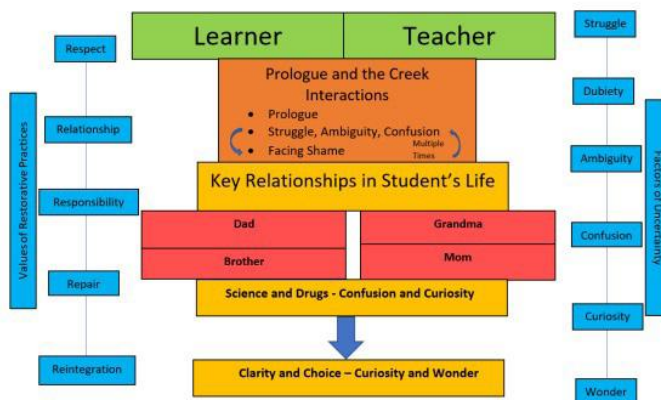 Learner
Teacher
Prologue and the Creek
Interactions
• Prologue
• Struggle, Ambiguity, Confusion
• Facing Shame
Multiple
Times
Key Relationships in Student's Life
Dad
Grandma
Brother
Mom
Science and Drugs - Confusion and Curiosity
Clarity and Choice – Curiosity and Wonder
Values of Restorative Practices
Respect
Relationship
Responsibility
Repair
Reintegration
Factors of Uncertainty
Struggle
Dubiety
Ambiguity
Confusion
Curiosity
Wonder